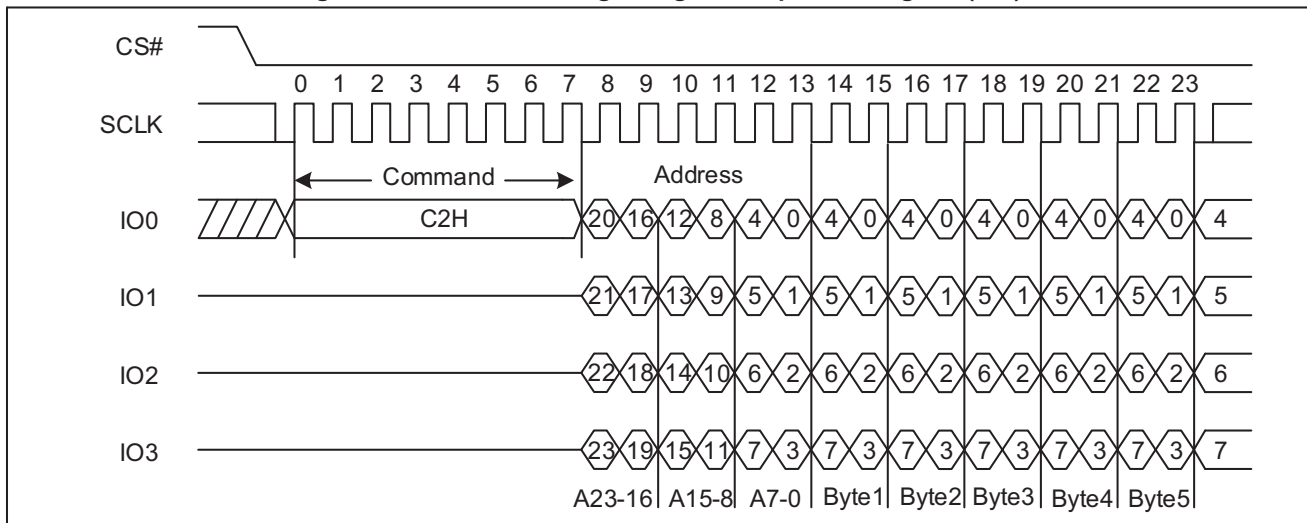 CS#
0 1 2 3 4 5 6 7 8 9 10 11 12 13 14 15 16 17 18 19 20 21 22 23
SCLK
Command Address
IO0 C2H 20 16 12 8 4 0 4 0 4 0 4 0 4 0 4 0 4
IO1 21 17 13 9 5 1 5 1 5 1 5 1 5 1 5 1 5
IO2 22 18 14 10 6 2 6 2 6 2 6 2 6 2 6 2 6
IO3 23 19 15 11 7 3 7 3 7 3 7 3 7 3 7 3 7
A23-16 A15-8 A7-0 Byte1 Byte2 Byte3 Byte4 Byte5